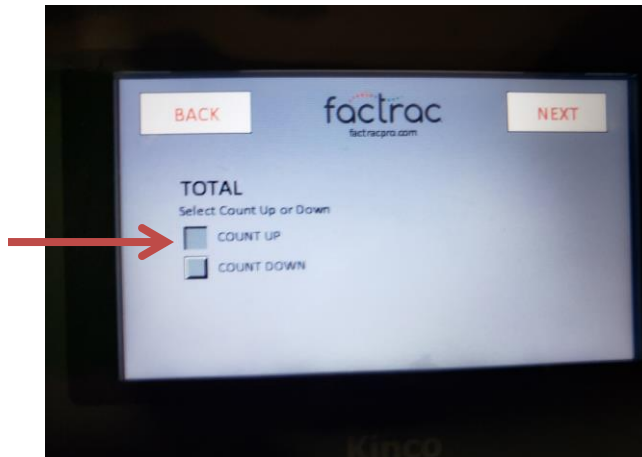 BACK
factrac
NEXT
factracpro.com
TOTAL
Select Count Up or Down
COUNT UP
COUNT DOWN
Kinco